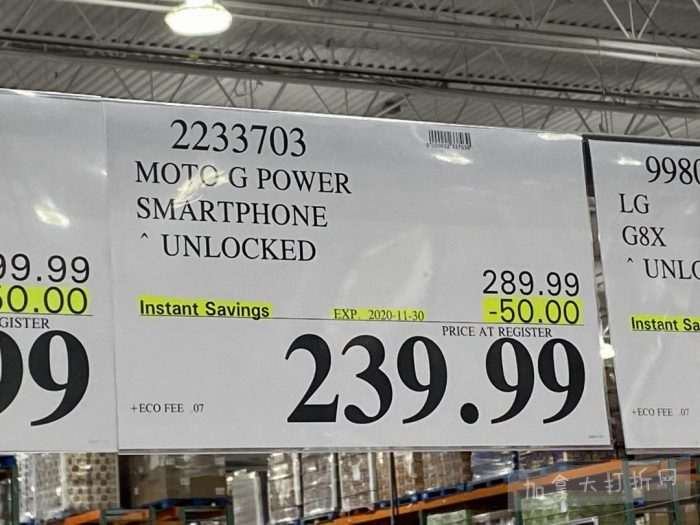 99.99
50.00
GISTER
99
2233703
MOTO G POWER
SMARTPHONE
^ UNLOCKED
289.99
Instant Savings EXP. 2020-11-30 -50.00
PRICE AT REGISTER
239.99
+ECO FEE .07
9980
LG
G8X
^ UNLO
Instant Sa
+ECO FEE .07
加拿大打折网